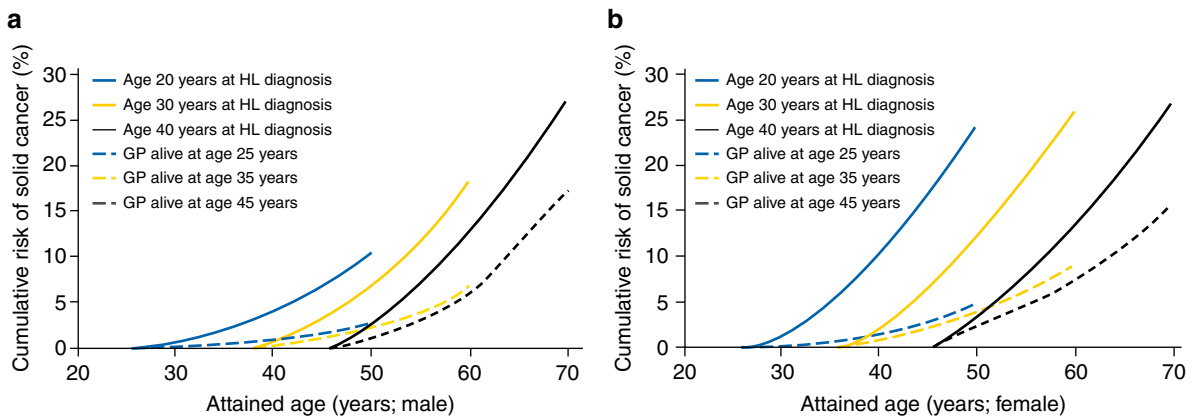 a
Cumulative risk of solid cancer (%)
30
25
20
15
10
5
0
Age 20 years at HL diagnosis
Age 30 years at HL diagnosis
Age 40 years at HL diagnosis
GP alive at age 25 years
GP alive at age 35 years
GP alive at age 45 years
20 30 40 50 60 70
Attained age (years; male)
b
Cumulative risk of solid cancer (%)
30
25
20
15
10
5
0
Age 20 years at HL diagnosis
Age 30 years at HL diagnosis
Age 40 years at HL diagnosis
GP alive at age 25 years
GP alive at age 35 years
GP alive at age 45 years
20 30 40 50 60 70
Attained age (years; female)